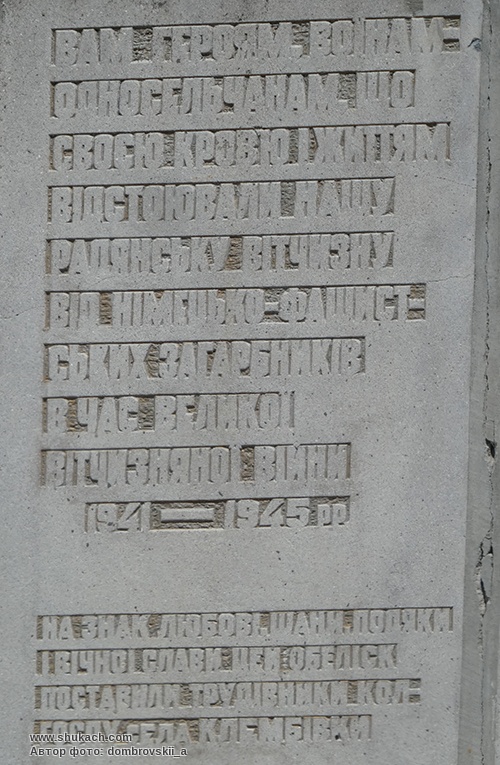 ВАМ ГЕРОЯМ, ВОІНАМ-
ОДНОСЕЛЬЧАНАМ, ЩО
СВОЄЮ КРОВ'Ю І ЖИТТЯМ
ВІДСТОЮВАЛИ НАШУ
РАДЯНСЬКУ ВІТЧИЗНУ
ВІД НІМЕЦЬКО-ФАШИСТ-
СЬКИХ ЗАГАРБНИКІВ
В ЧАС ВЕЛИКОЇ
ВІТЧИЗНЯНОЇ ВІЙНИ
1941 — 1945 рр
НА ЗНАК ЛЮБОВІ, ШАНИ, ПОДЯКИ
І ВІЧНОЇ СЛАВИ ЦЕЙ ОБЕЛІСК
ПОСТАВИЛИ ТРУДІВНИКИ КОЛ-
ГОСПУ СЕЛА КЛЕМБІВКИ
www.shukach.com
Автор фото: dombrovskii_a